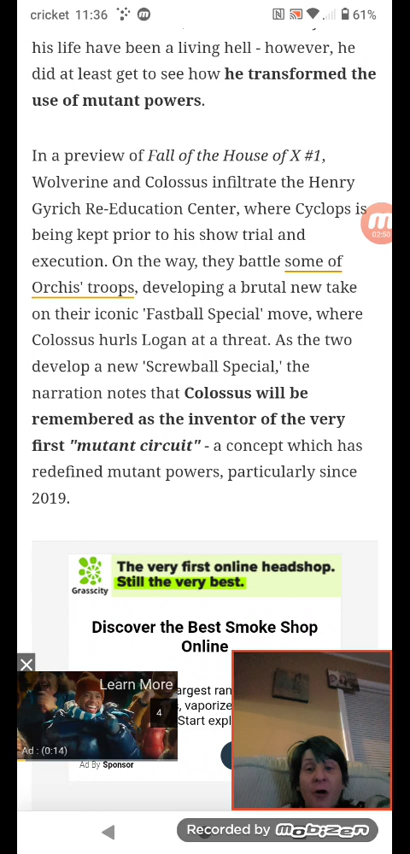 cricket 11:36 61%
his life have been a living hell - however, he
did at least get to see how he transformed the
use of mutant powers.
In a preview of Fall of the House of X #1,
Wolverine and Colossus infiltrate the Henry
Gyrich Re-Education Center, where Cyclops is
being kept prior to his show trial and
execution. On the way, they battle some of
Orchis' troops, developing a brutal new take
on their iconic 'Fastball Special' move, where
Colossus hurls Logan at a threat. As the two
develop a new 'Screwball Special,' the
narration notes that Colossus will be
remembered as the inventor of the very
first "mutant circuit" - a concept which has
redefined mutant powers, particularly since
2019.
m
02:50
Grasscity
The very first online headshop.
Still the very best.
Discover the Best Smoke Shop
Online
Learn More
4
Ad : (0:14)
argest ran
, vaporize
Start expl
Ad By Sponsor
Recorded by mobizen